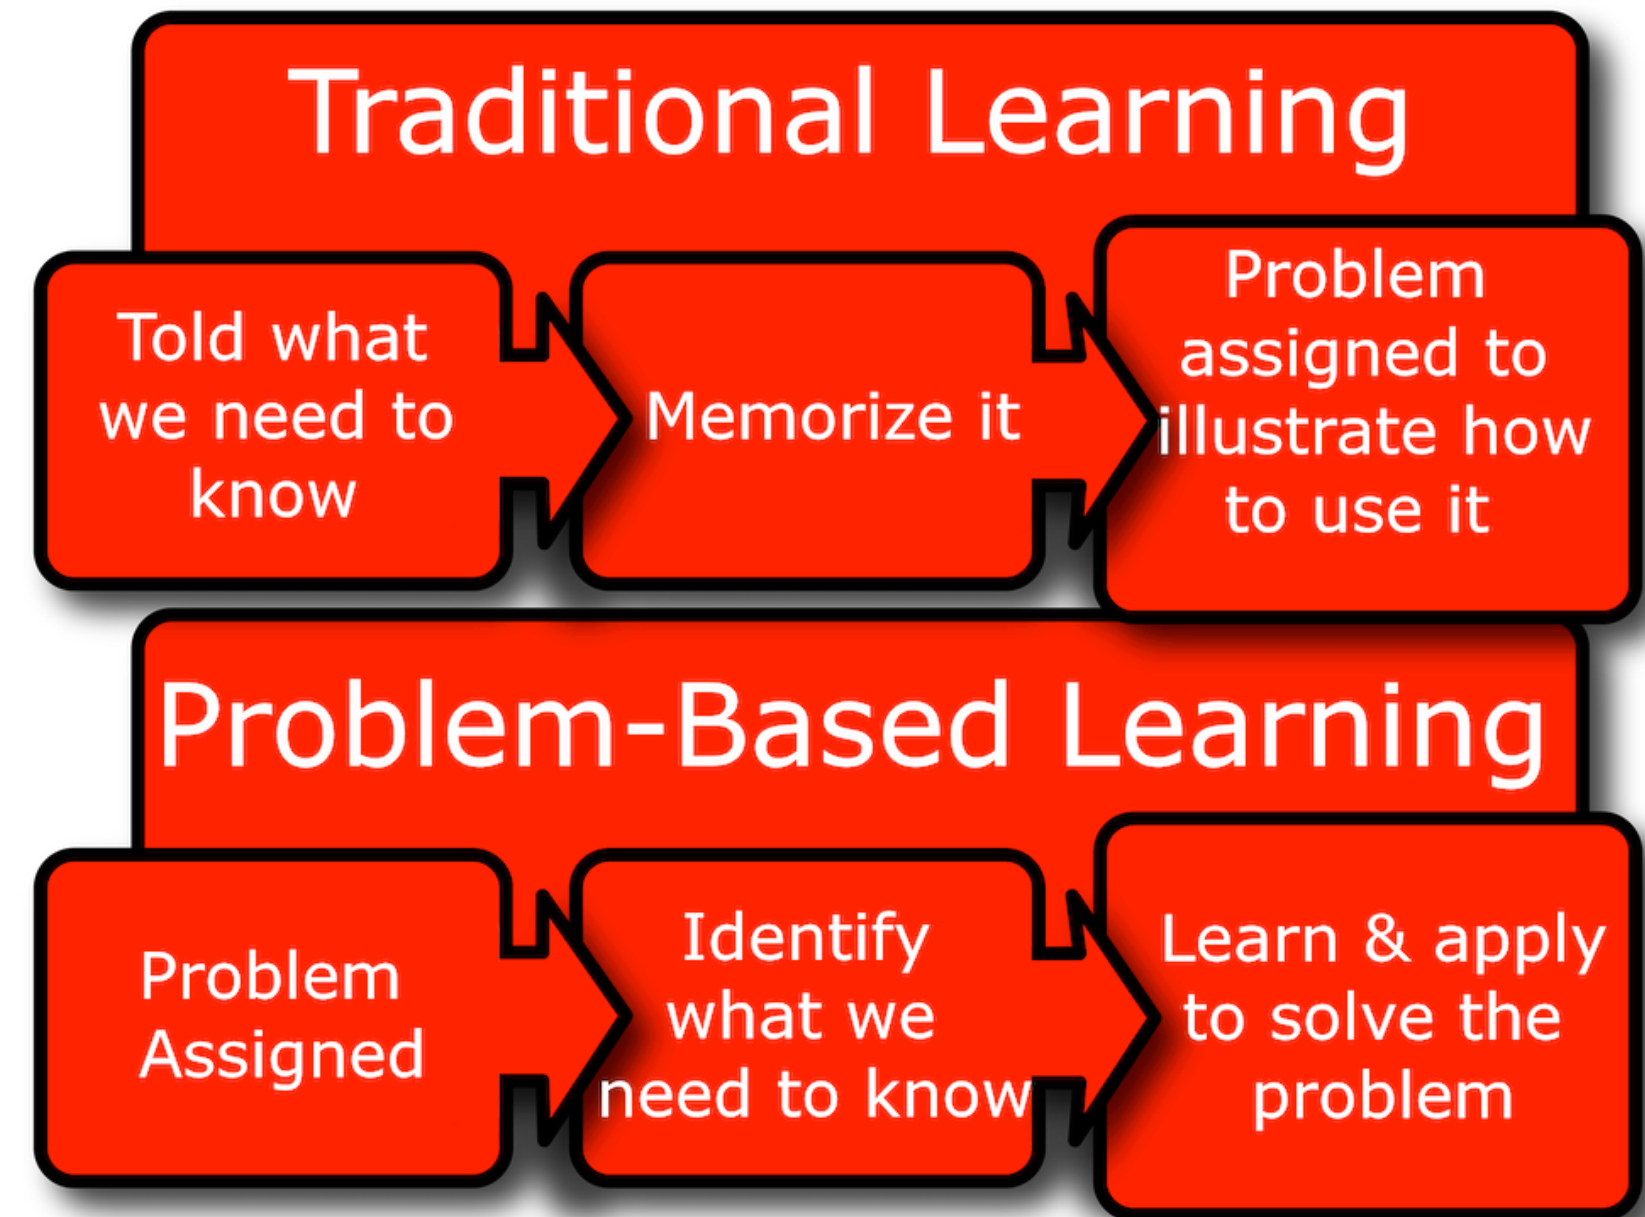 Traditional Learning
Told what
we need to
know
Memorize it
Problem
assigned to
illustrate how
to use it
Problem-Based Learning
Problem
Assigned
Identify
what we
need to know
Learn & apply
to solve the
problem